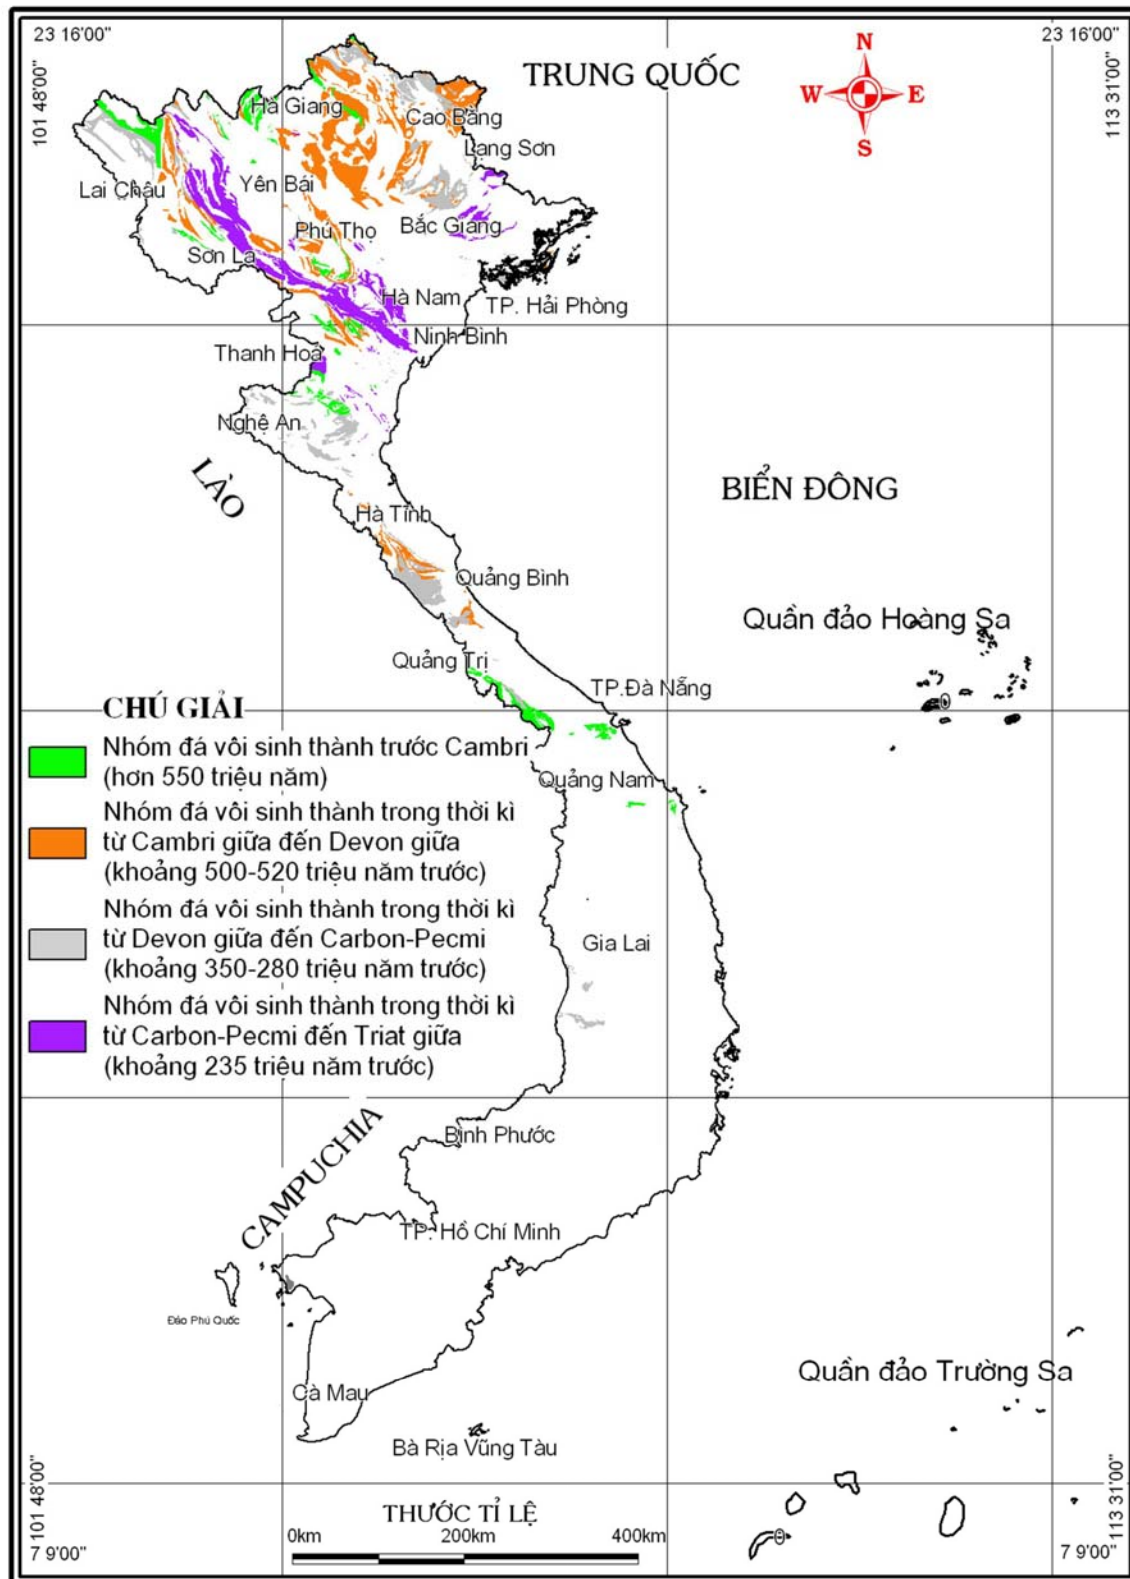 23 16'00"
23 16'00"
101 48'00"
113 31'00"
TRUNG QUỐC
N
W
E
S
Hà Giang
Cao Bằng
Lạng Sơn
Lai Châu
Yên Bái
Phú Thọ
Bắc Giang
Sơn La
Hà Nam
TP. Hải Phòng
Ninh Bình
Thanh Hoá
Nghệ An
LÀO
BIỂN ĐÔNG
Hà Tĩnh
Quảng Bình
Quần đảo Hoàng Sa
Quảng Trị
TP.Đà Nẵng
CHÚ GIẢI
Nhóm đá vôi sinh thành trước Cambri
(hơn 550 triệu năm)
Quảng Nam
Nhóm đá vôi sinh thành trong thời kì
từ Cambri giữa đến Devon giữa
(khoảng 500-520 triệu năm trước)
Nhóm đá vôi sinh thành trong thời kì
từ Devon giữa đến Carbon-Pecmi
(khoảng 350-280 triệu năm trước)
Gia Lai
Nhóm đá vôi sinh thành trong thời kì
từ Carbon-Pecmi đến Triat giữa
(khoảng 235 triệu năm trước)
CAMPUCHIA
Bình Phước
TP. Hồ Chí Minh
Đảo Phú Quốc
Quần đảo Trường Sa
Cà Mau
Bà Rịa Vũng Tàu
101 48'00"
113 31'00"
THƯỚC TỈ LỆ
0km
200km
400km
7 9'00"
7 9'00"